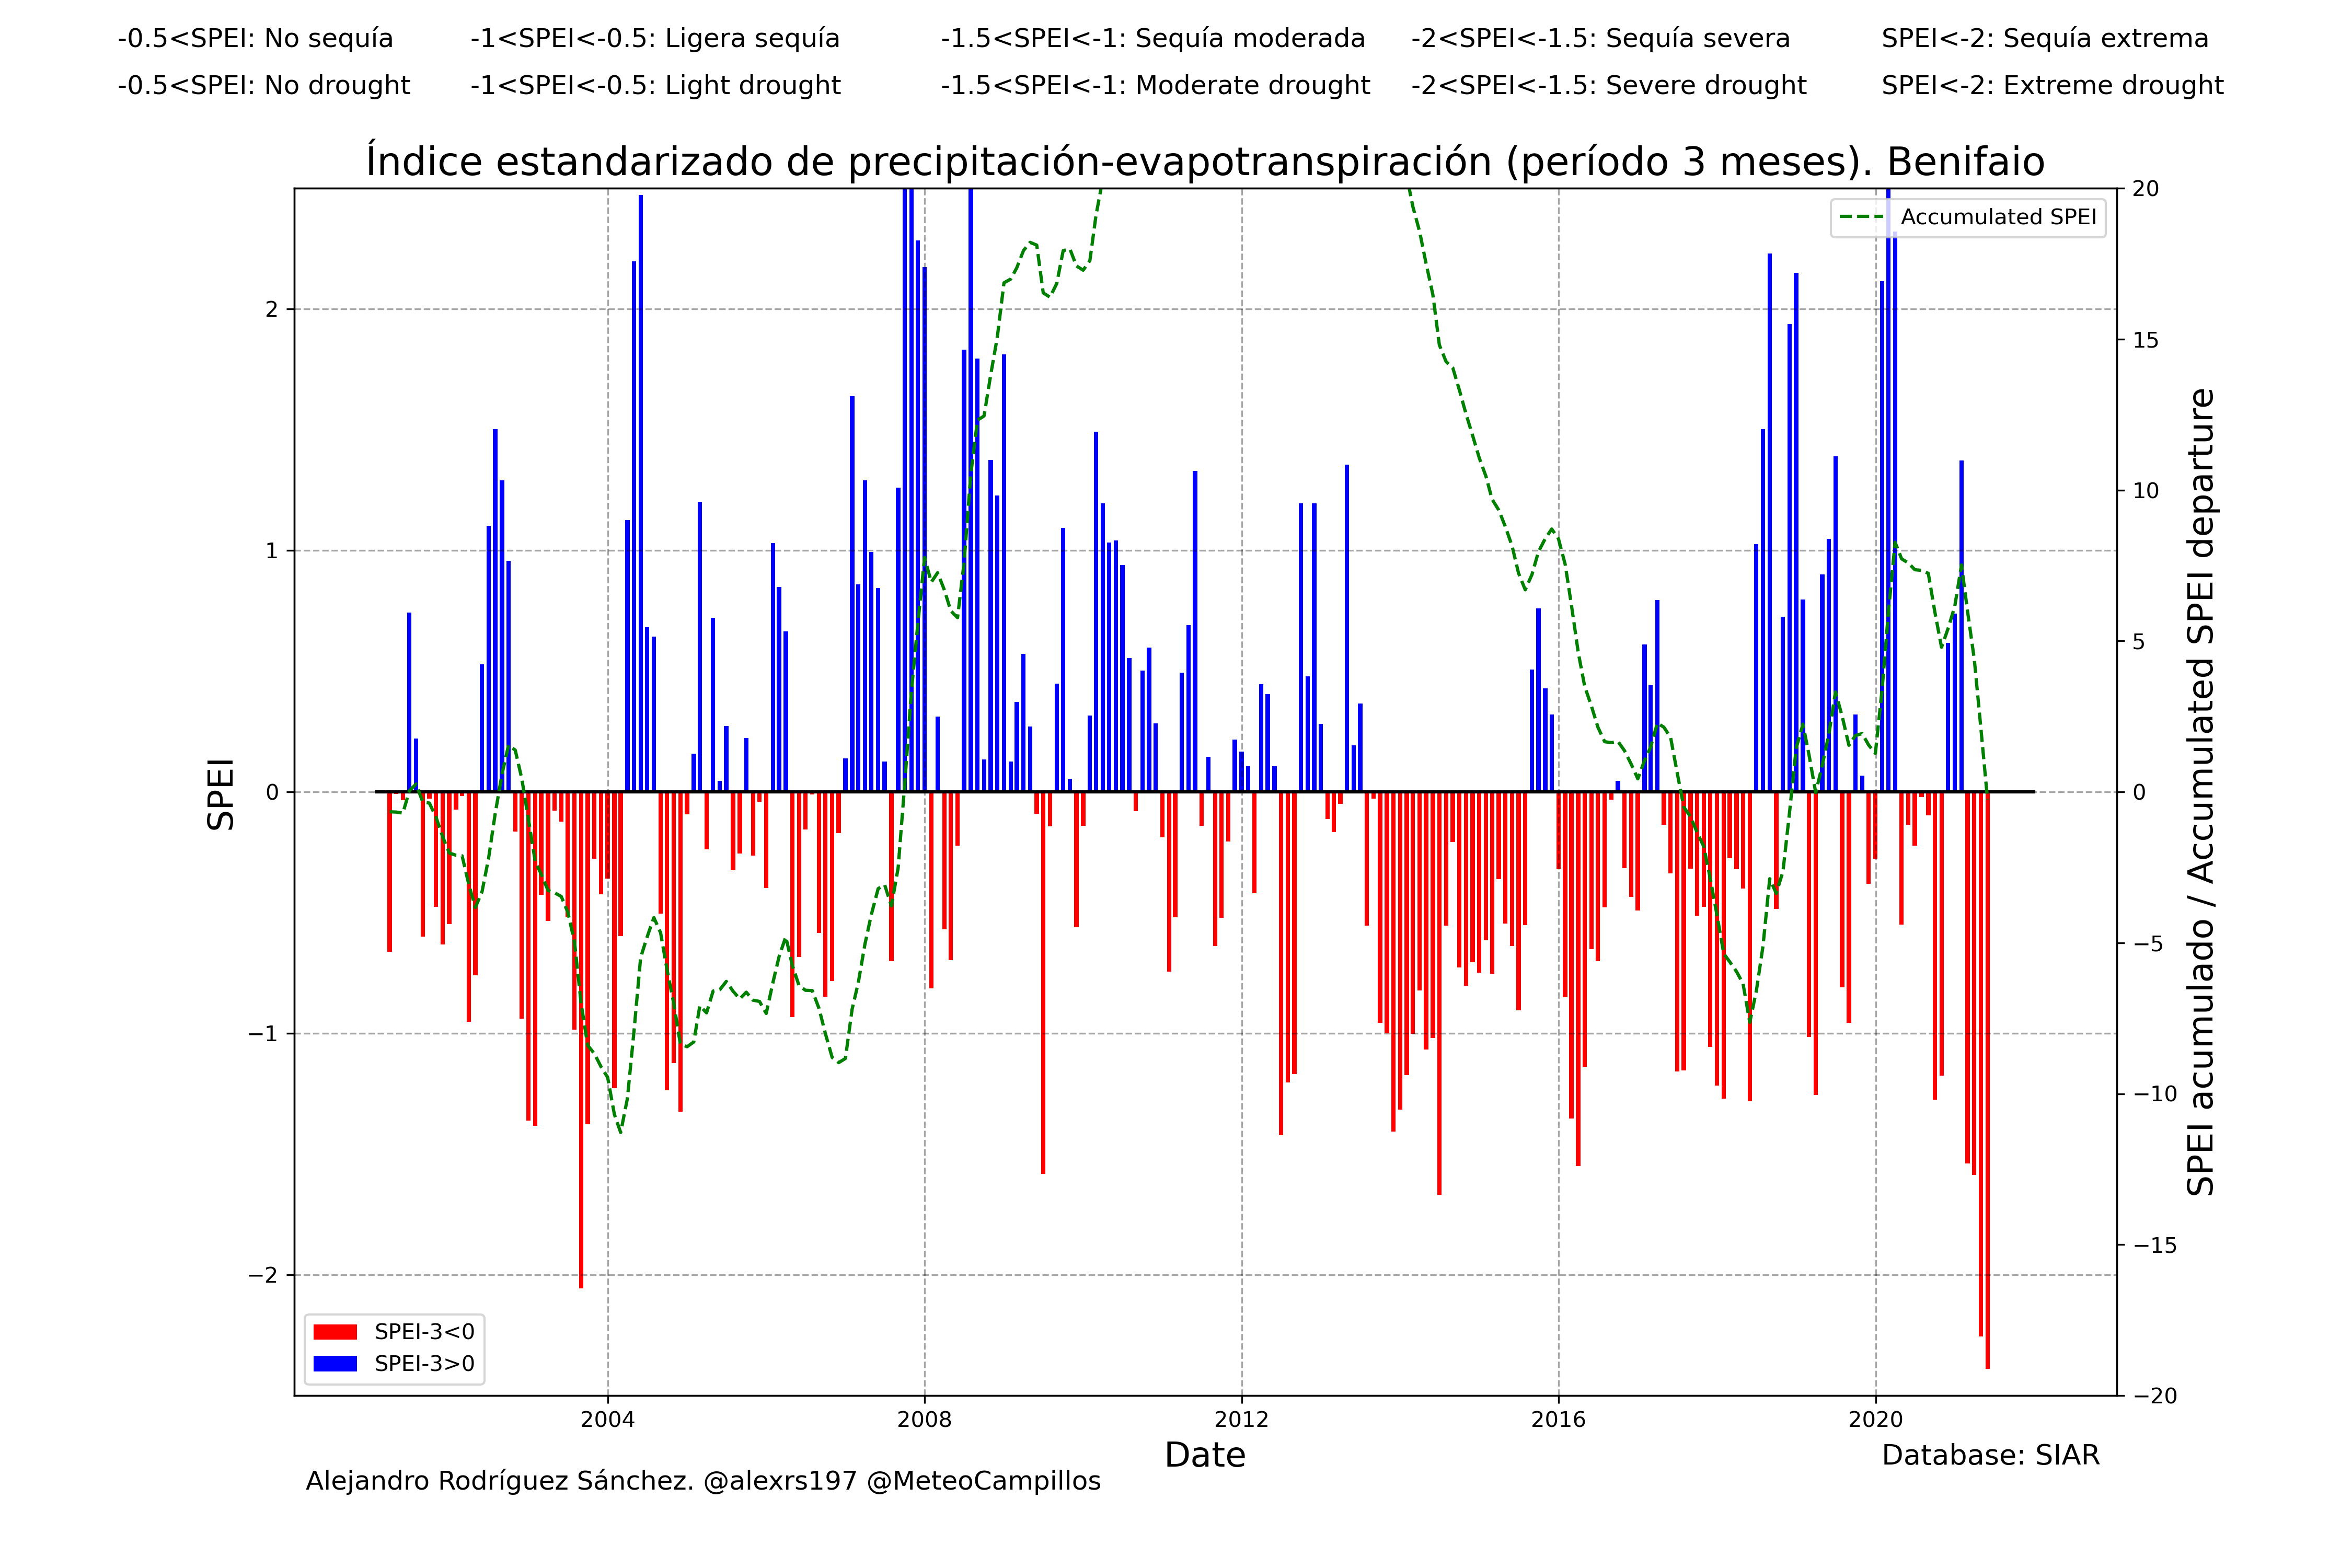 -0.5<SPEI: No sequía -1<SPEI<-0.5: Ligera sequía -1.5<SPEI<-1: Sequía moderada -2<SPEI<-1.5: Sequía severa SPEI<-2: Sequía extrema
-0.5<SPEI: No drought -1<SPEI<-0.5: Light drought -1.5<SPEI<-1: Moderate drought -2<SPEI<-1.5: Severe drought SPEI<-2: Extreme drought
Índice estandarizado de precipitación-evapotranspiración (período 3 meses). Benifaio
Accumulated SPEI
SPEI
2
1
0
−1
−2
20
15
10
5
0
−5
−10
−15
−20
SPEI acumulado / Accumulated SPEI departure
SPEI-3<0
SPEI-3>0
2004 2008 2012 2016 2020
Date
Database: SIAR
Alejandro Rodríguez Sánchez. @alexrs197 @MeteoCampillos